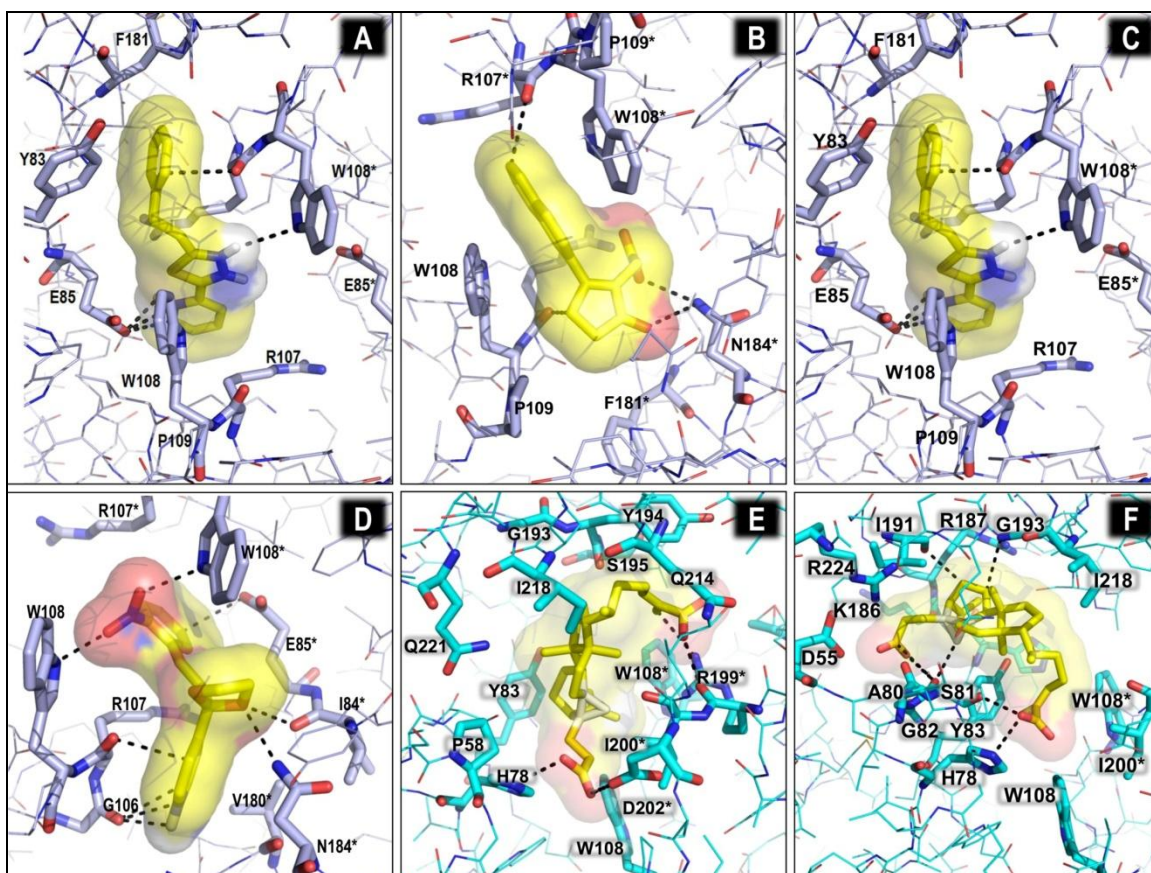 A
F181
Y83
W108*
E85
E85*
W108
R107
P109
B
P109*
R107*
W108*
W108
N184*
P109
F181*
C
F181
Y83
W108*
E85
E85*
W108
R107
P109
D
R107*
W108*
W108
E85*
R107
I84*
G106
V180*
N184*
E
G193
Y194
S195
I218
Q214
Q221
W108*
Y83
R199*
P58
I200*
H78
D202*
W108
F
I191
R187
G193
R224
I218
K186
D55
A80
S81
W108*
G82
Y83
I200*
H78
W108